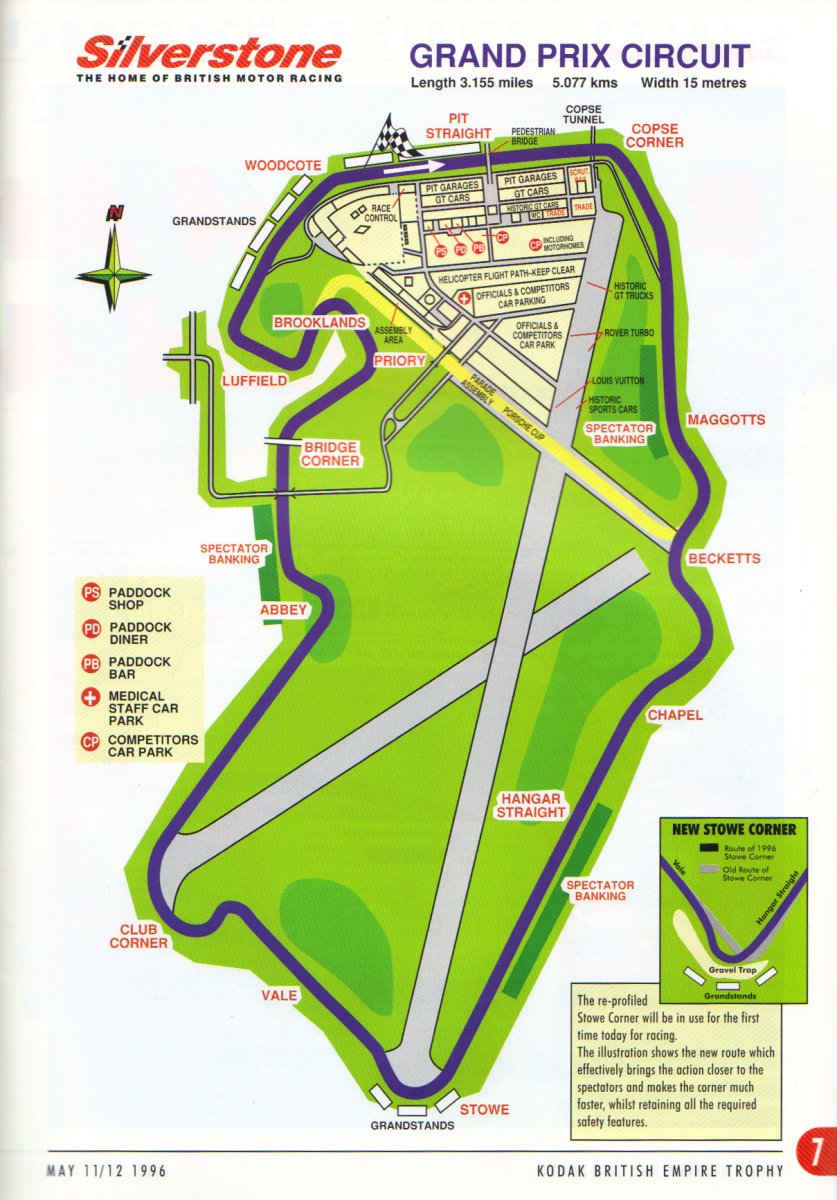 Silverstone
THE HOME OF BRITISH MOTOR RACING
GRAND PRIX CIRCUIT
Length 3.155 miles 5.077 kms Width 15 metres
PIT
STRAIGHT
PEDESTRIAN
BRIDGE
COPSE
TUNNEL
COPSE
CORNER
WOODCOTE
GRANDSTANDS
N
RACE
CONTROL
PIT GARAGES
GT CARS
PIT GARAGES
GT CARS
SCRUT.
BAY
HISTORIC GT CARS
WC
TRADE
TRADE
PS
PD
PB
CP
CP
INCLUDING
MOTORHOMES
HELICOPTER FLIGHT PATH–KEEP CLEAR
OFFICIALS & COMPETITORS
CAR PARKING
HISTORIC
GT TRUCKS
OFFICIALS &
COMPETITORS
CAR PARK
ROVER TURBO
BROOKLANDS
ASSEMBLY
AREA
PRIORY
LUFFIELD
PARADE
ASSEMBLY
PORSCHE CUP
LOUIS VUITTON
HISTORIC
SPORTS CARS
SPECTATOR
BANKING
MAGGOTTS
BRIDGE
CORNER
SPECTATOR
BANKING
BECKETTS
ABBEY
PS PADDOCK
SHOP
PD PADDOCK
DINER
PB PADDOCK
BAR
MEDICAL
STAFF CAR
PARK
CP COMPETITORS
CAR PARK
CHAPEL
HANGAR
STRAIGHT
SPECTATOR
BANKING
CLUB
CORNER
VALE
STOWE
GRANDSTANDS
NEW STOWE CORNER
Route of 1996
Stowe Corner
Old Route of
Stowe Corner
Vale
Hangar Straight
Gravel Trap
Grandstands
The re-profiled
Stowe Corner will be in use for the first
time today for racing.
The illustration shows the new route which
effectively brings the action closer to the
spectators and makes the corner much
faster, whilst retaining all the required
safety features.
MAY 11/12 1996
KODAK BRITISH EMPIRE TROPHY
7